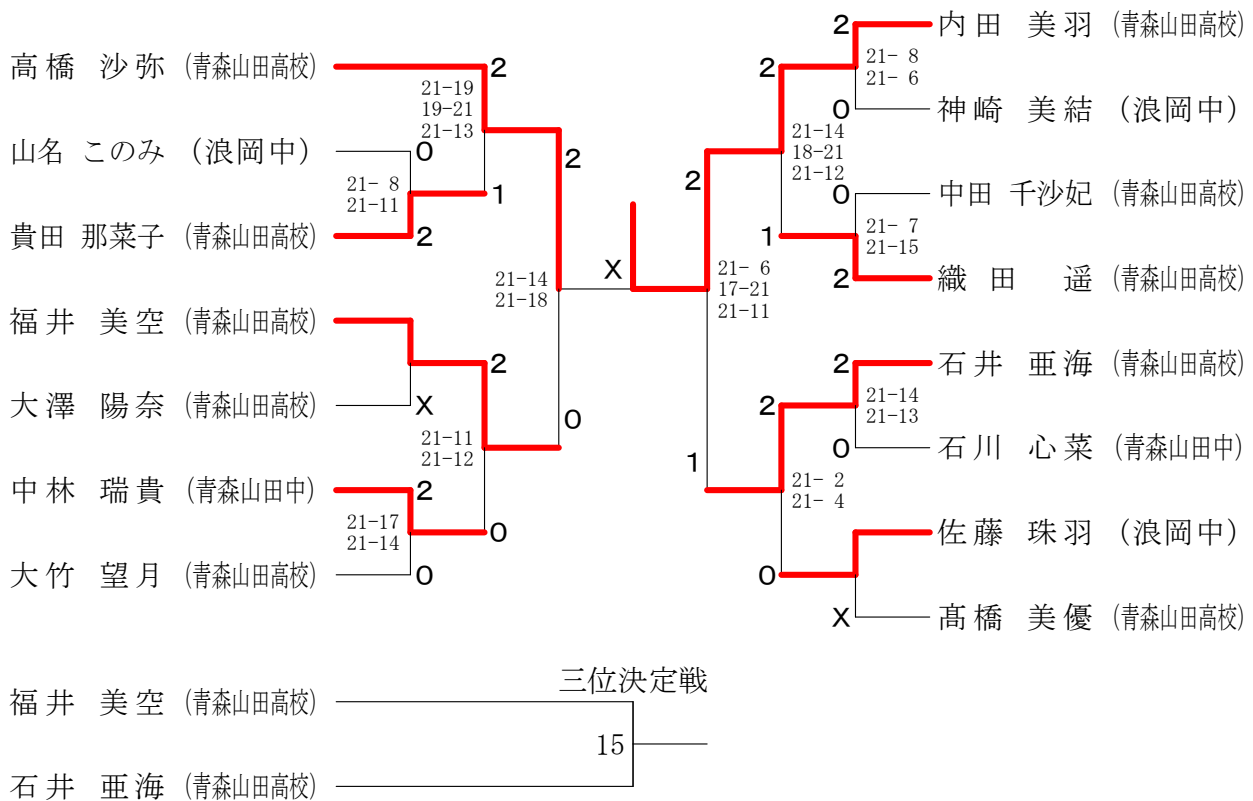 高橋 沙弥 (青森山田高校)
2
21-19
19-21
21-13
山名 このみ (浪岡中)
0
21- 8
21-11
1
貴田 那菜子 (青森山田高校)
2
2
21-14
21-18
福井 美空 (青森山田高校)
2
大澤 陽奈 (青森山田高校)
X
21-11
21-12
0
中林 瑞貴 (青森山田中)
2
21-17
21-14
0
大竹 望月 (青森山田高校)
0
X
2
内田 美羽 (青森山田高校)
21- 8
21- 6
2
0
神崎 美結 (浪岡中)
21-14
18-21
21-12
2
0
中田 千沙妃 (青森山田高校)
21- 7
21-15
1
2
織田 遥 (青森山田高校)
21- 6
17-21
21-11
2
石井 亜海 (青森山田高校)
21-14
21-13
2
0
石川 心菜 (青森山田中)
1
21- 2
21- 4
佐藤 珠羽 (浪岡中)
0
X
髙橋 美優 (青森山田高校)
三位決定戦
福井 美空 (青森山田高校)
15
石井 亜海 (青森山田高校)